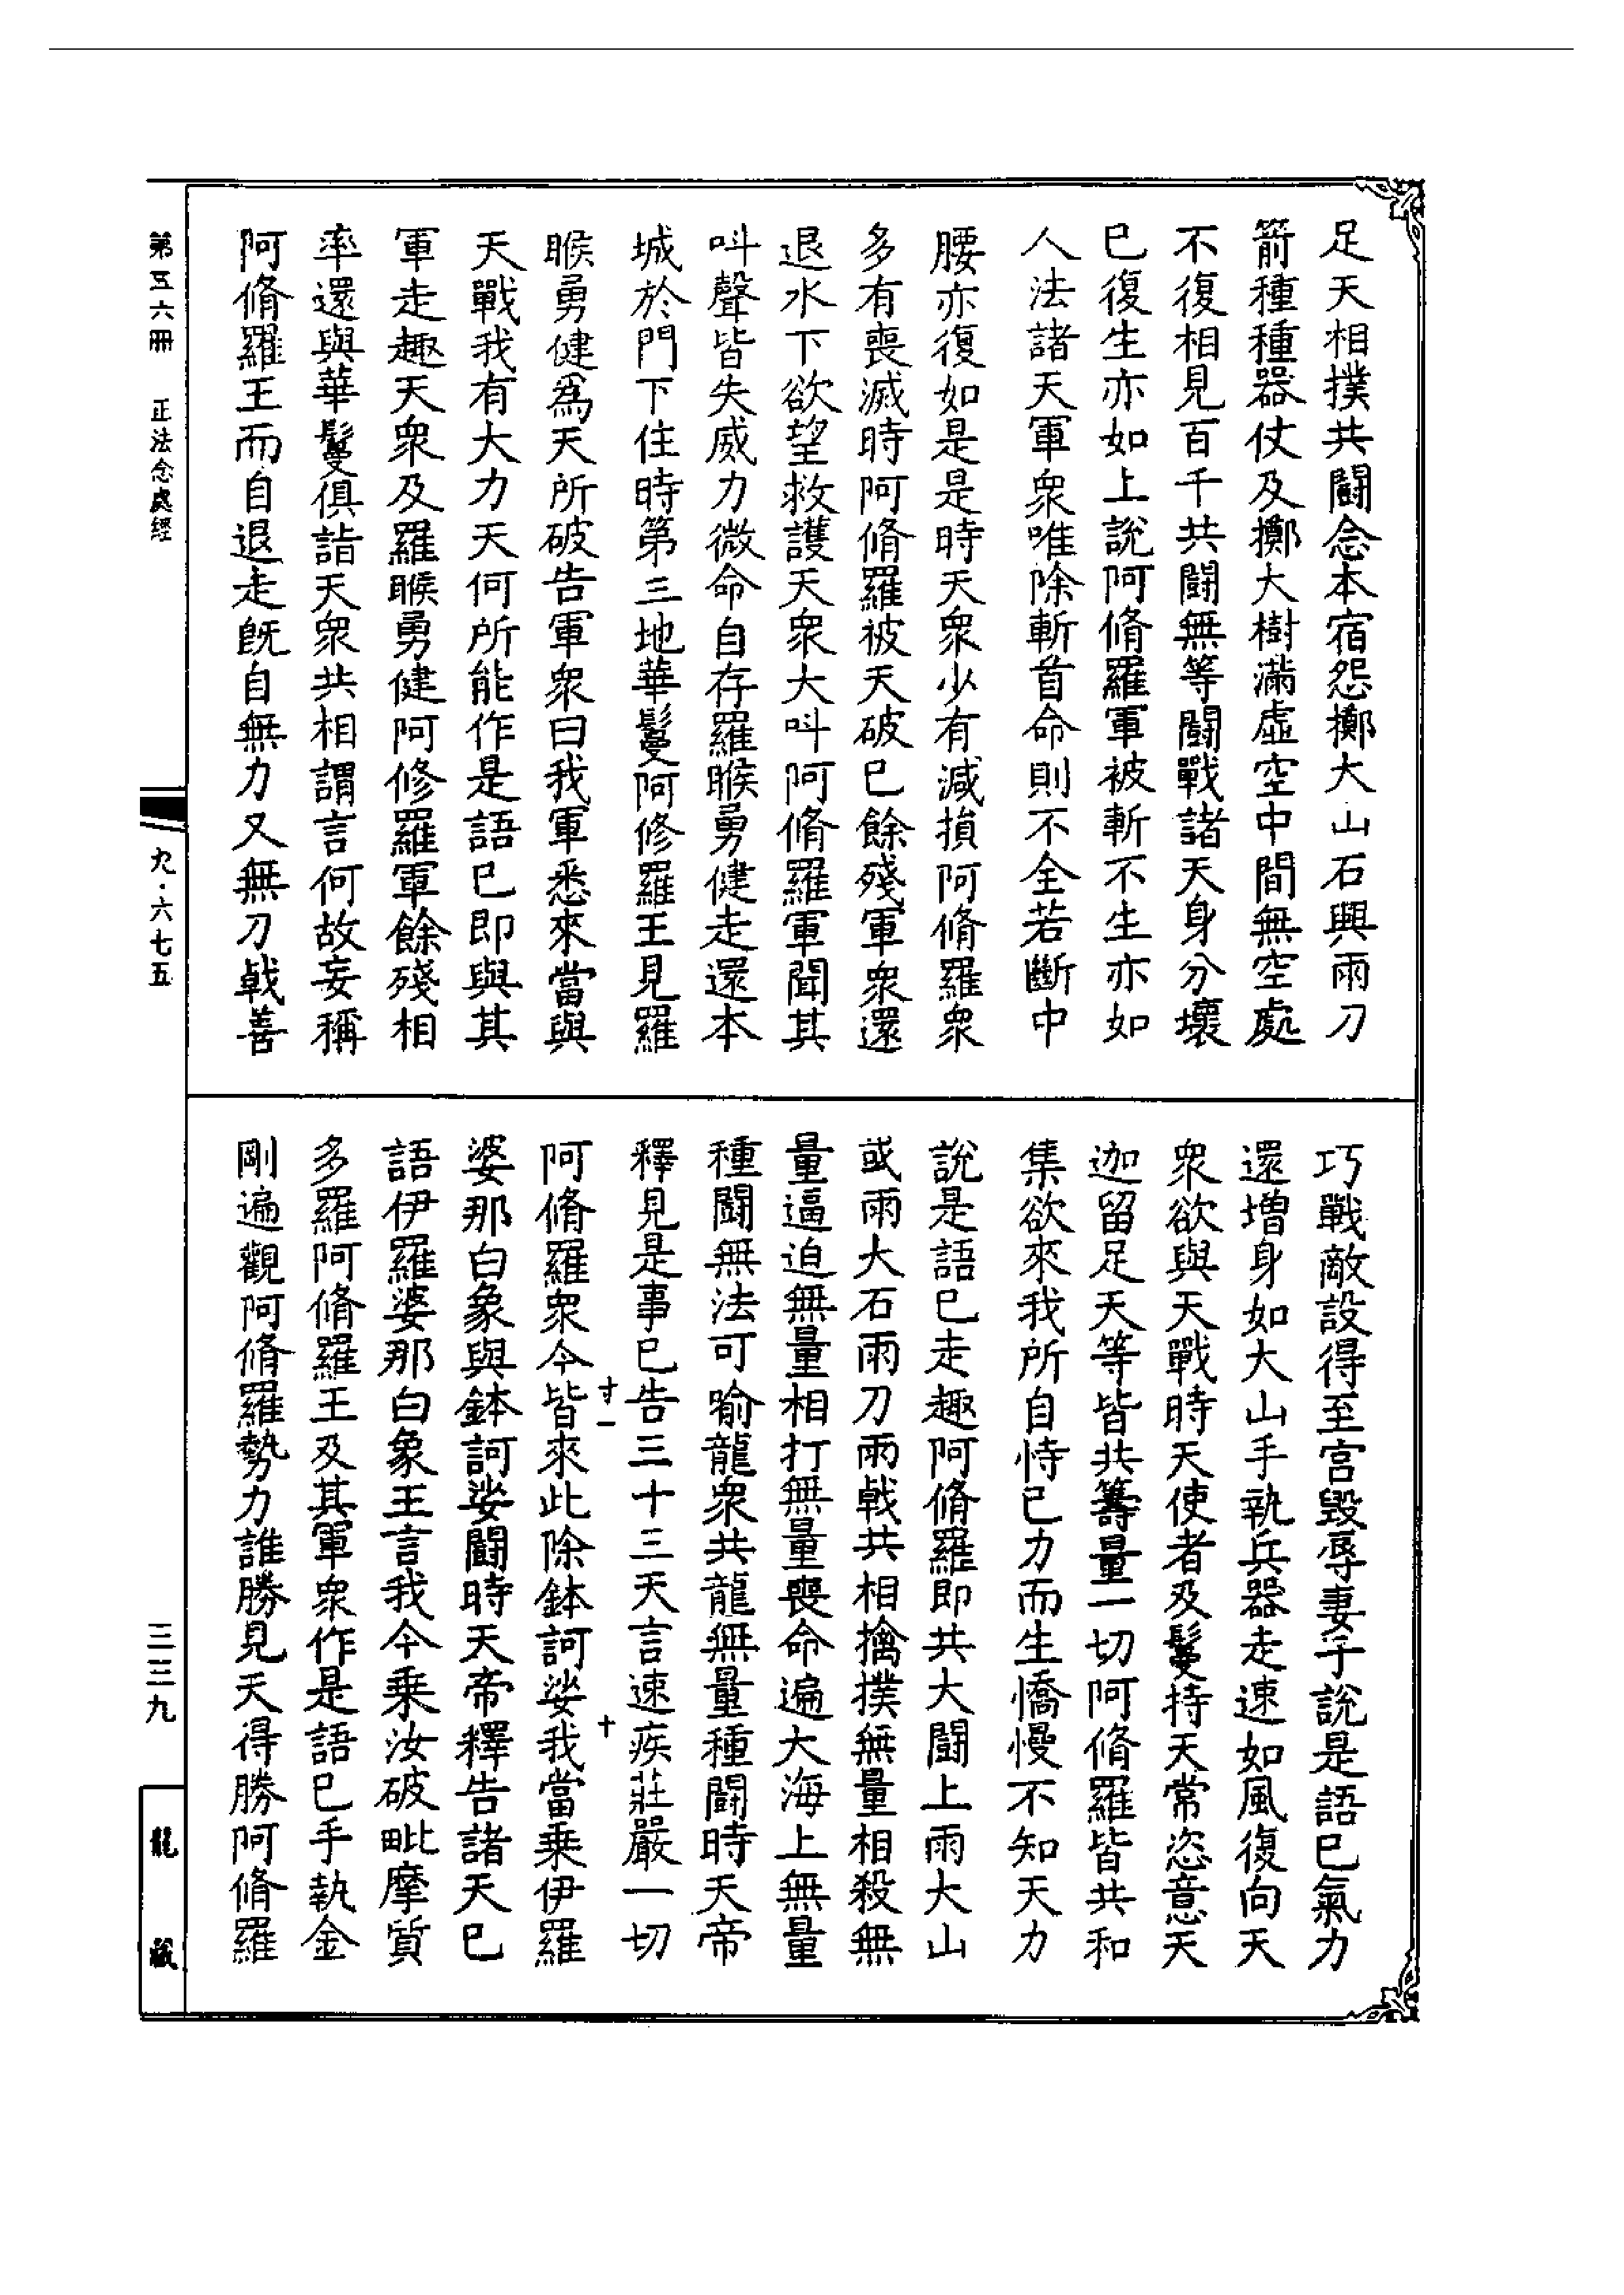 足天相撲共鬪念本宿怨擲大山石興雨刀
箭種種器仗及擲大樹滿虛空中間無空處
不復相見百千共鬪無等鬪戰諸天身分壞
已復生亦如上說阿脩羅軍被斬不生亦如
人法諸天軍衆唯除斬首命則不全若斷中
腰亦復如是是時天衆少有減損阿脩羅衆
多有喪滅時阿脩羅被天破已餘殘軍衆還
退水下欲望救護天衆大叫阿脩羅軍聞其
叫聲皆失威力微命自存羅睺勇健走還本
城於門下住時第三地華鬘阿修羅王見羅
睺勇健爲天所破告軍衆曰我軍悉來當與
天戰我有大力天何所能作是語已即與其
軍走趣天衆及羅睺勇健阿修羅軍餘殘相
率還與華鬘俱詣天衆共相謂言何故妄稱
阿脩羅王而自退走旣自無力又無刀戟善
巧戰敵設得至宮毀辱妻子說是語已氣力
還增身如大山手執兵器走速如風復向天
衆欲與天戰時天使者及鬘持天常恣意天
迦留足天等皆共籌量一切阿脩羅皆共和
集欲來我所自恃已力而生憍慢不知天力
說是語已走趣阿脩羅即共大鬪上雨大山
或雨大石雨刀雨戟共相擒撲無量相殺無
量逼迫無量相打無量喪命遍大海上無量
種鬪無法可喻龍衆共龍無量種鬪時天帝
釋見是事已告三十三天言速疾莊嚴一切
阿脩羅衆今皆來此除鉢訶娑我當乘伊羅
婆那白象與鉢訶娑鬪時天帝釋告諸天已
語伊羅婆那白象王言我今乘汝破毗摩質
多羅阿脩羅王及其軍衆作是語已手執金
剛遍觀阿脩羅勢力誰勝見天得勝阿脩羅
第五六冊 正法念處經
九·六七五
三三九
龍藏